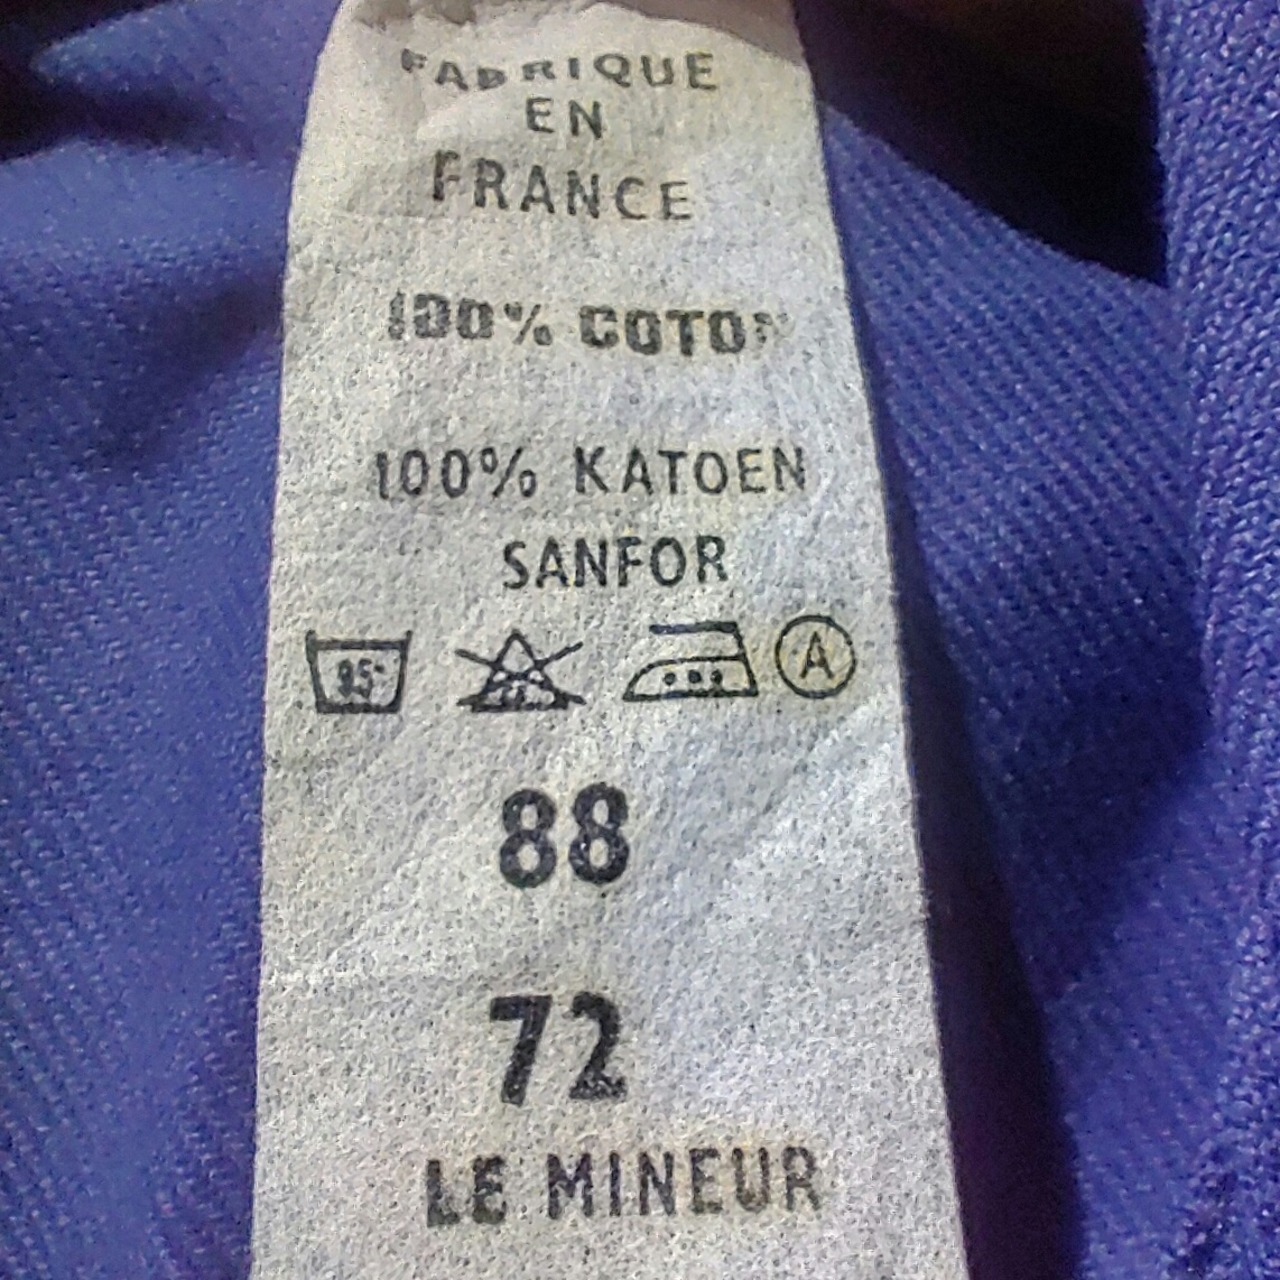 FABRIQUE
EN
FRANCE
100% COTON
100% KATOEN
SANFOR
95° A
88
72
LE MINEUR